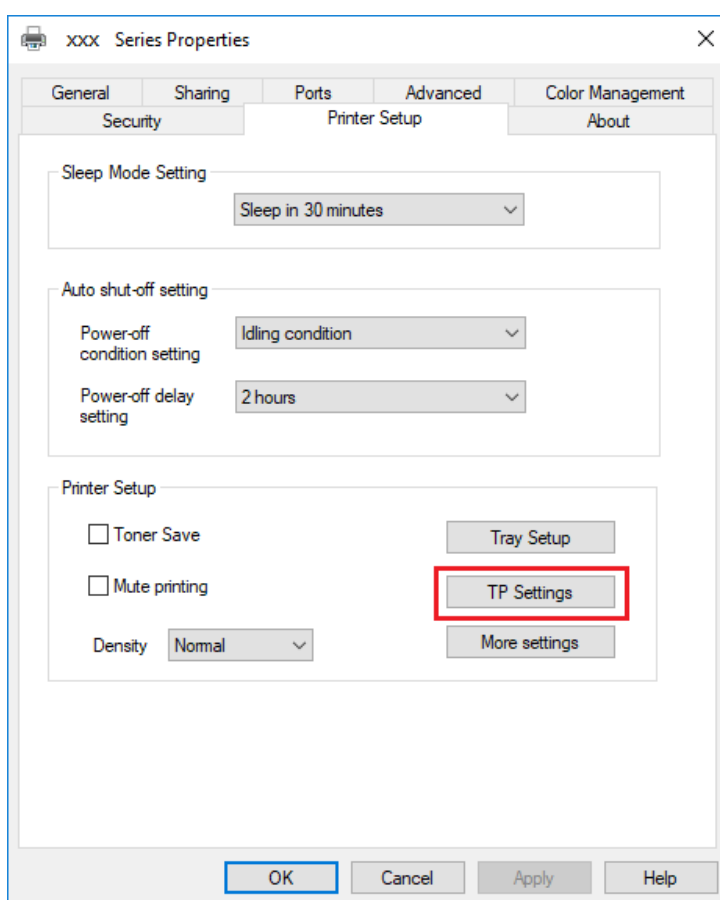 xxx Series Properties
General Sharing Ports Advanced Color Management
Security Printer Setup About
Sleep Mode Setting
Sleep in 30 minutes
Auto shut-off setting
Power-off
condition setting
Idling condition
Power-off delay
setting
2 hours
Printer Setup
Toner Save
Tray Setup
Mute printing
TP Settings
Density Normal
More settings
OK Cancel Apply Help